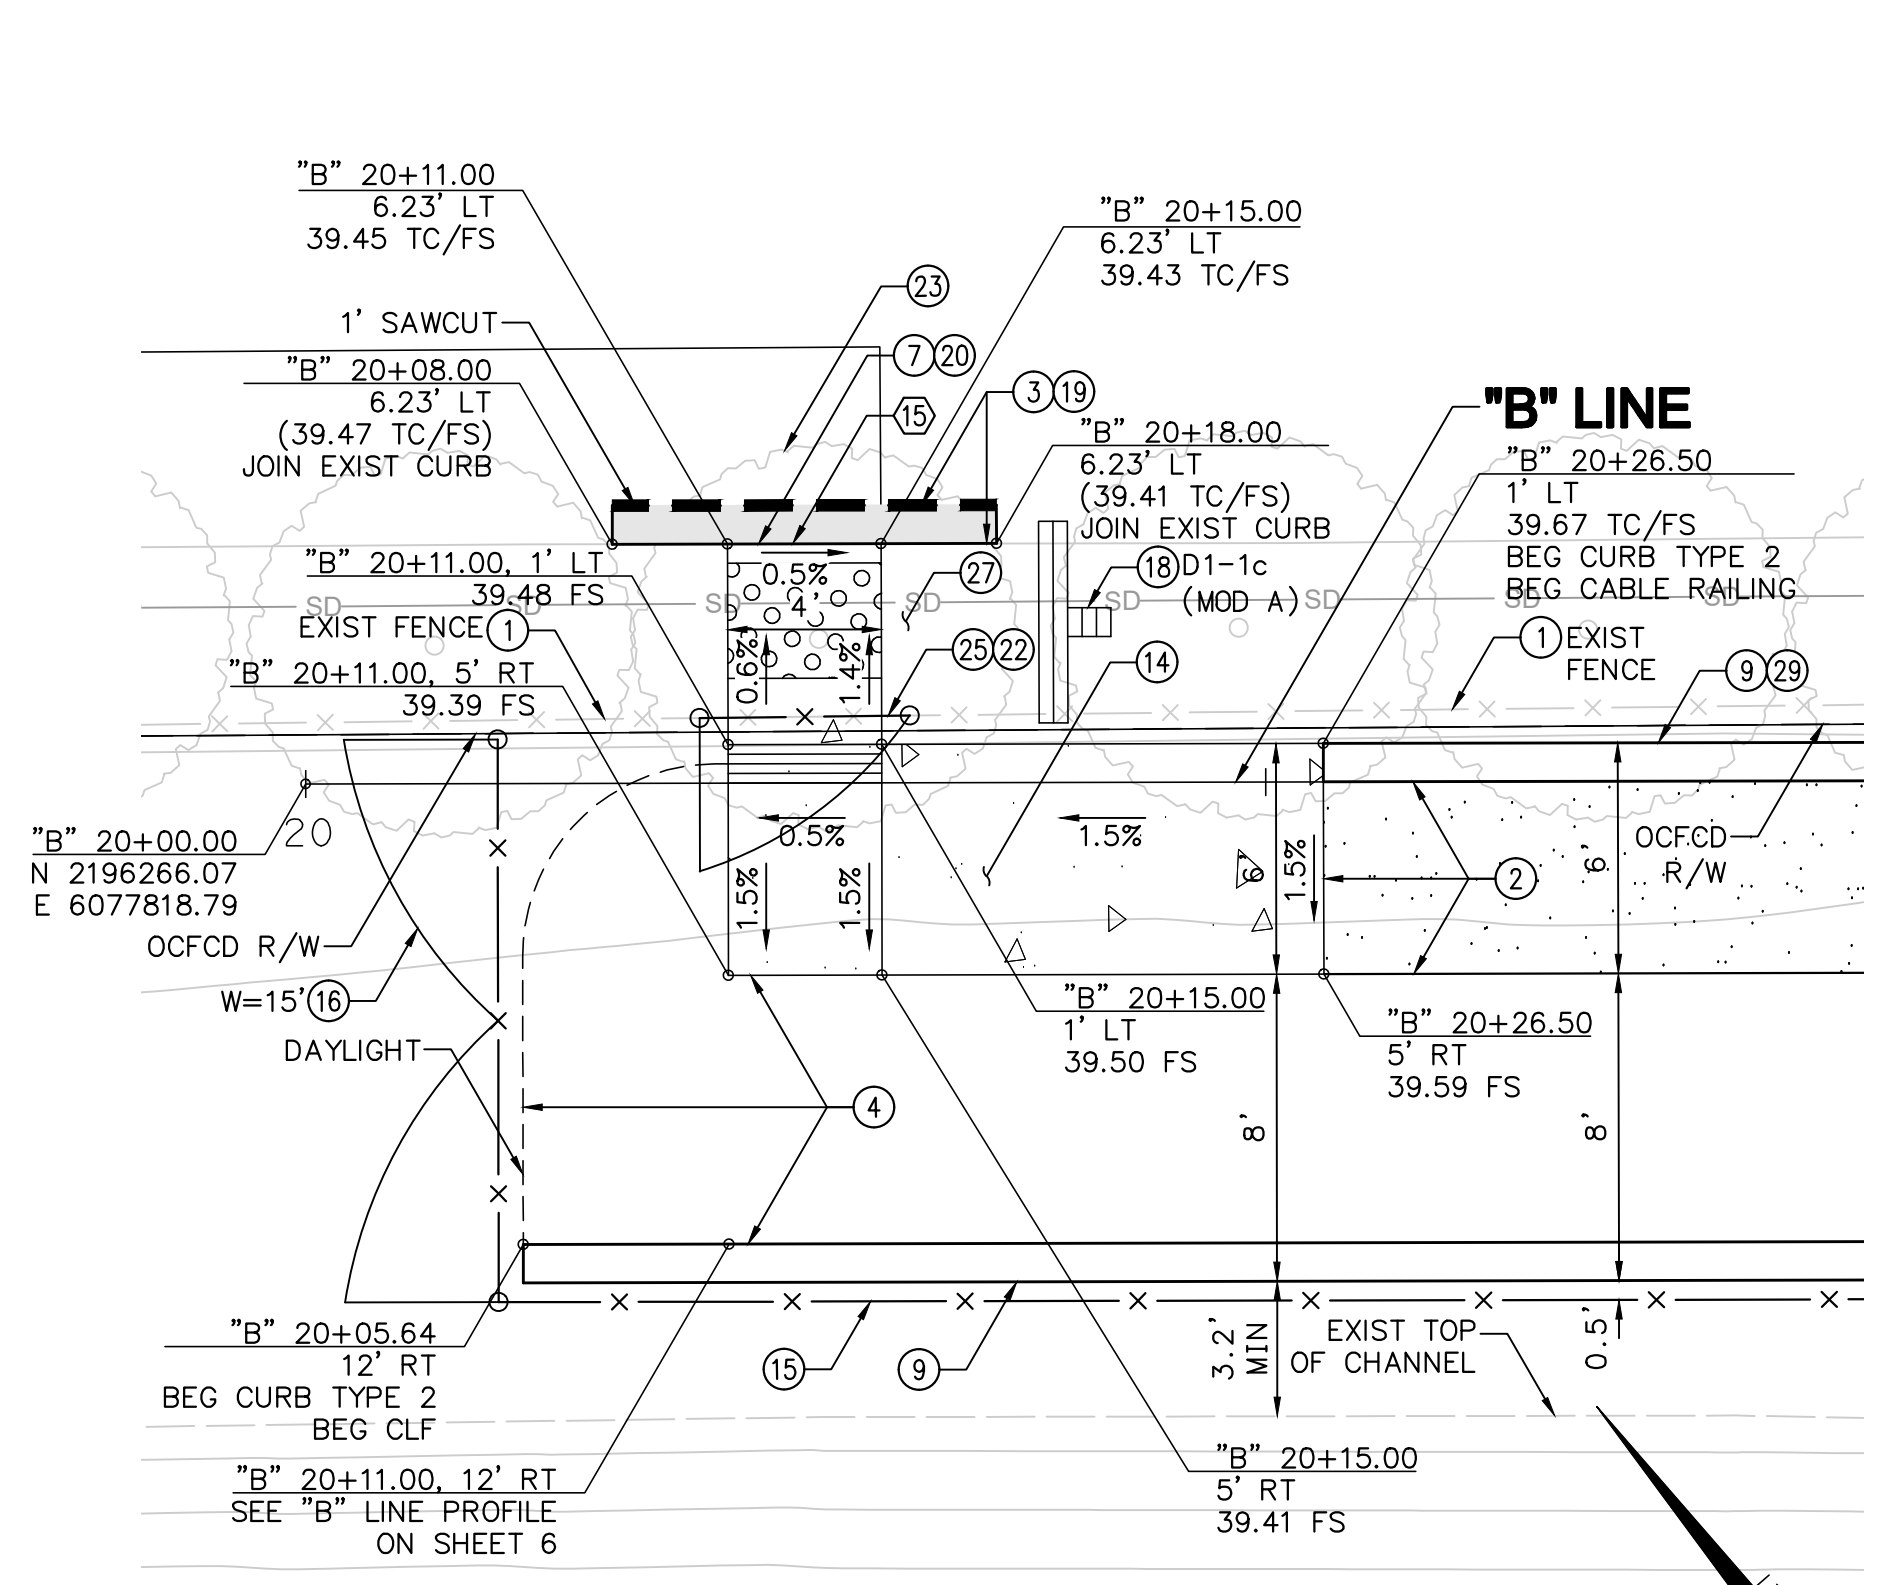 "B" 20+11.00
6.23' LT
39.45 TC/FS
"B" 20+15.00
6.23' LT
39.43 TC/FS
23
1' SAWCUT
7 20
"B" 20+08.00
6.23' LT
(39.47 TC/FS)
JOIN EXIST CURB
3 19
15
"B" LINE
"B" 20+18.00
6.23' LT
(39.41 TC/FS)
JOIN EXIST CURB
"B" 20+26.50
1' LT
39.67 TC/FS
BEG CURB TYPE 2
BEG CABLE RAILING
"B" 20+11.00, 1' LT
39.48 FS
0.5%
4'
27
18 D1-1c
(MOD A)
SD SD SD SD SD SD SD SD
EXIST FENCE 1
25 22
14
1 EXIST
FENCE
9 29
"B" 20+11.00, 5' RT
39.39 FS
0.6%
1.4%
"B" 20+00.00
N 2196266.07
E 6077818.79
20
0.5%
1.5%
1.5%
1.5%
6'
1.5%
2
6'
OCFCD
R/W
OCFCD R/W
W=15' 16
DAYLIGHT
"B" 20+15.00
1' LT
39.50 FS
"B" 20+26.50
5' RT
39.59 FS
4
8'
8'
"B" 20+05.64
12' RT
BEG CURB TYPE 2
BEG CLF
15
9
3.2'
MIN
EXIST TOP
OF CHANNEL
0.5'
"B" 20+11.00, 12' RT
SEE "B" LINE PROFILE
ON SHEET 6
"B" 20+15.00
5' RT
39.41 FS